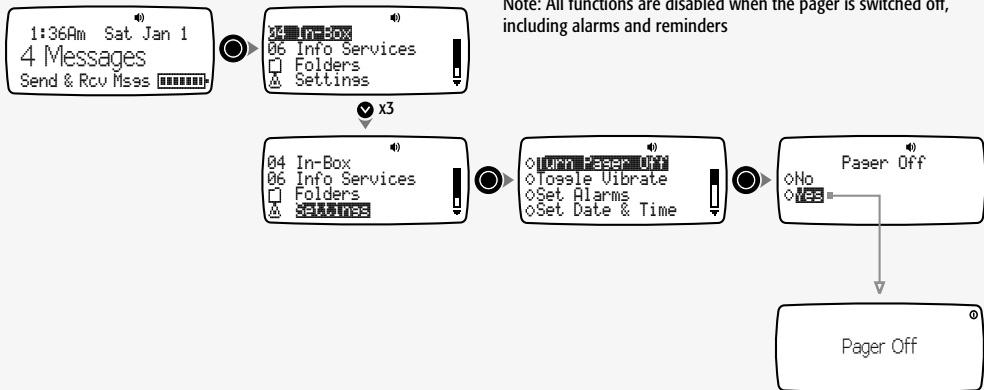 Note: All functions are disabled when the pager is switched off,
including alarms and reminders
1:36Am Sat Jan 1
4 Messages
Send & Rcv Msgs
04 In-Box
06 Info Services
Folders
Settings
x3
04 In-Box
06 Info Services
Folders
Settings
Turn Pager Off
Toggle Vibrate
Set Alarms
Set Date & Time
Pager Off
No
Yes
Pager Off